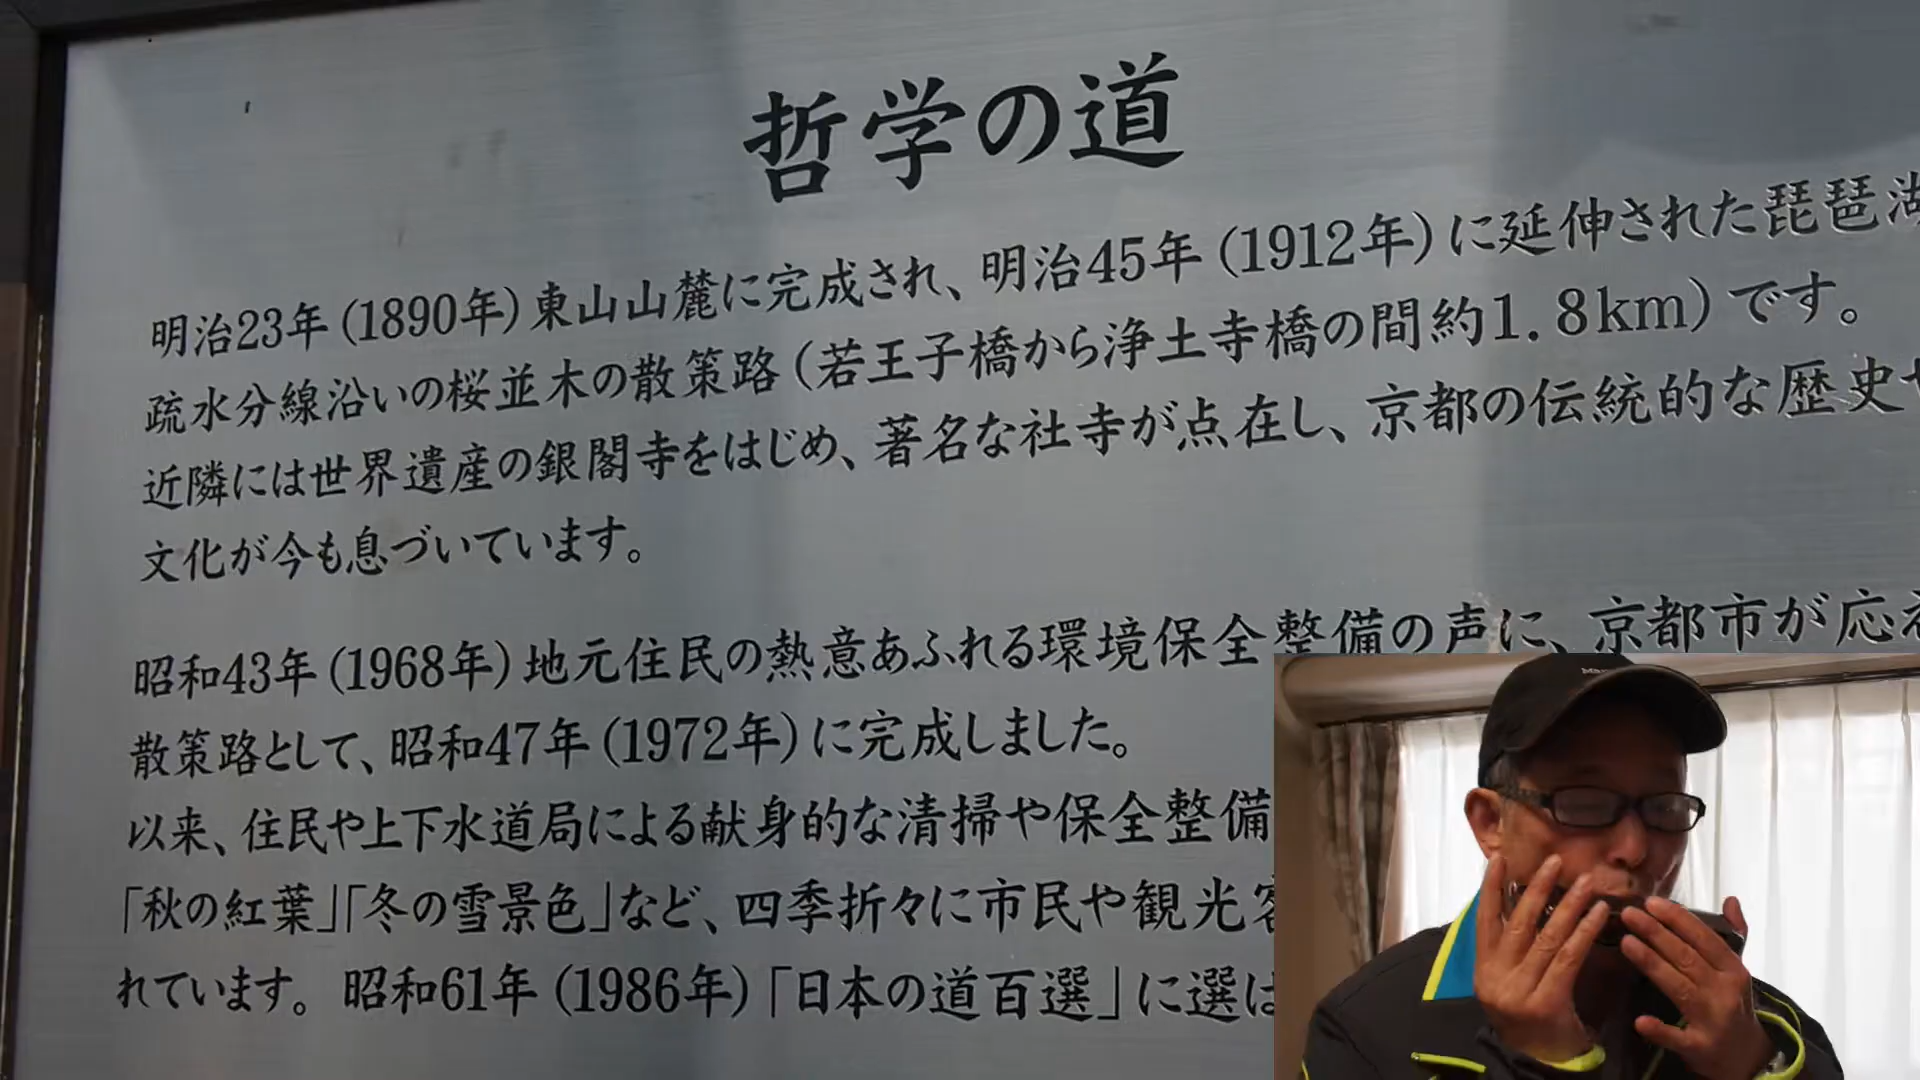 哲学の道
明治23年(1890年)東山山麓に完成され、明治45年(1912年)に延伸された琵琶湖
疏水分線沿いの桜並木の散策路(若王子橋から浄土寺橋の間約1.8km)です。
近隣には世界遺産の銀閣寺をはじめ、著名な社寺が点在し、京都の伝統的な歴史や
文化が今も息づいています。
昭和43年(1968年)地元住民の熱意あふれる環境保全整備の声に、京都市が応
散策路として、昭和47年(1972年)に完成しました。
以来、住民や上下水道局による献身的な清掃や保全整備
「秋の紅葉」「冬の雪景色」など、四季折々に市民や観光客
れています。昭和61年(1986年)「日本の道百選」に選ば